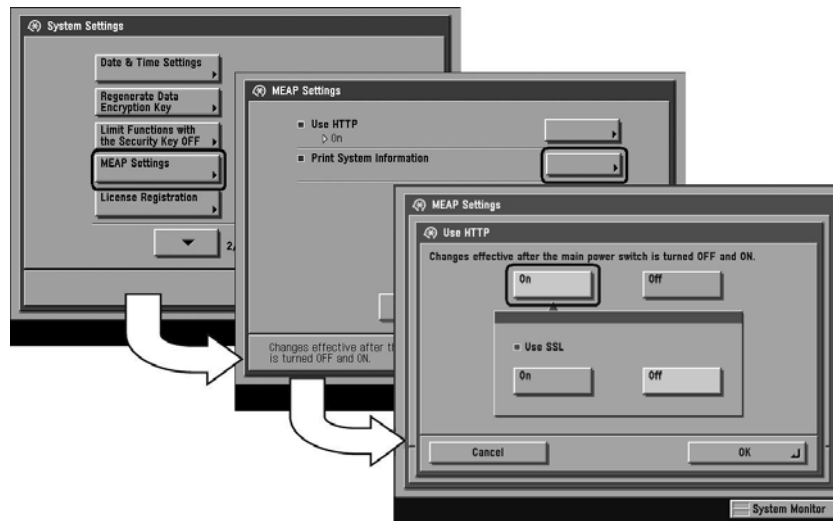 System Settings
Date & Time Settings
Regenerate Data
Encryption Key
Limit Functions with
the Security Key OFF
MEAP Settings
License Registration
2/
MEAP Settings
Use HTTP
On
Print System Information
Changes effective after t
is turned OFF and ON.
MEAP Settings
Use HTTP
Changes effective after the main power switch is turned OFF and ON.
On
Off
Use SSL
On
Off
Cancel
OK
System Monitor